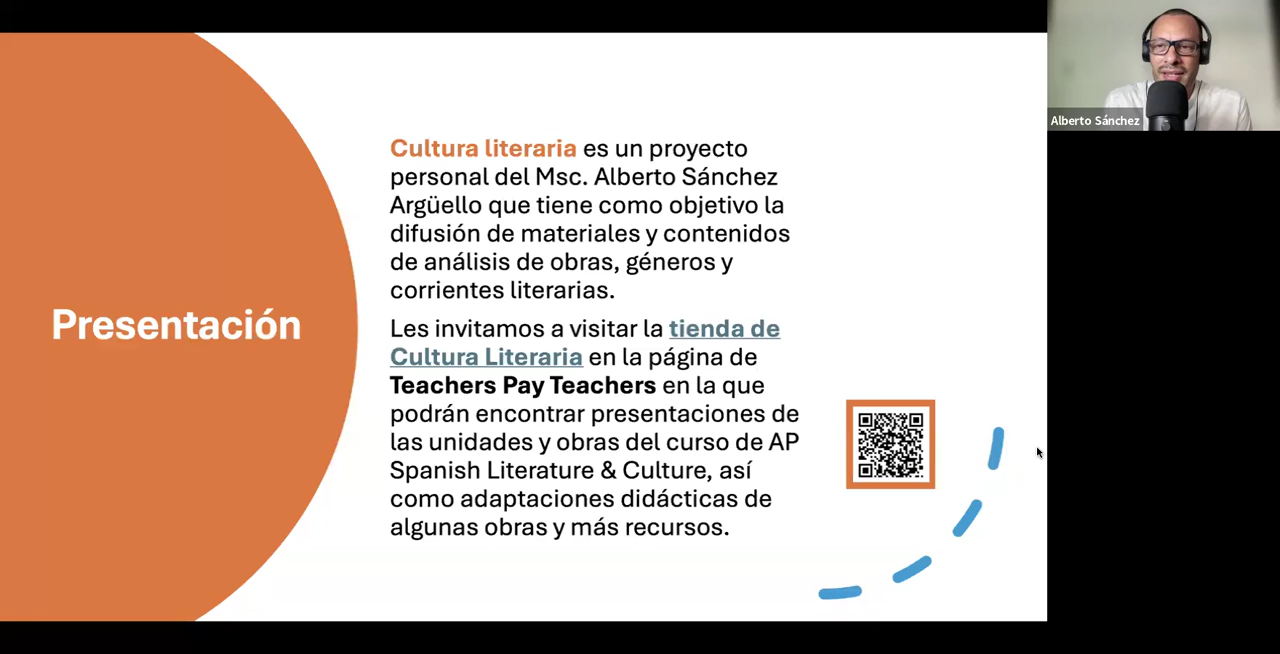 Presentación
Cultura literaria es un proyecto
personal del Msc. Alberto Sánchez
Argüello que tiene como objetivo la
difusión de materiales y contenidos
de análisis de obras, géneros y
corrientes literarias.
Les invitamos a visitar la tienda de
Cultura Literaria en la página de
Teachers Pay Teachers en la que
podrán encontrar presentaciones de
las unidades y obras del curso de AP
Spanish Literature & Culture, así
como adaptaciones didácticas de
algunas obras y más recursos.
Alberto Sánchez